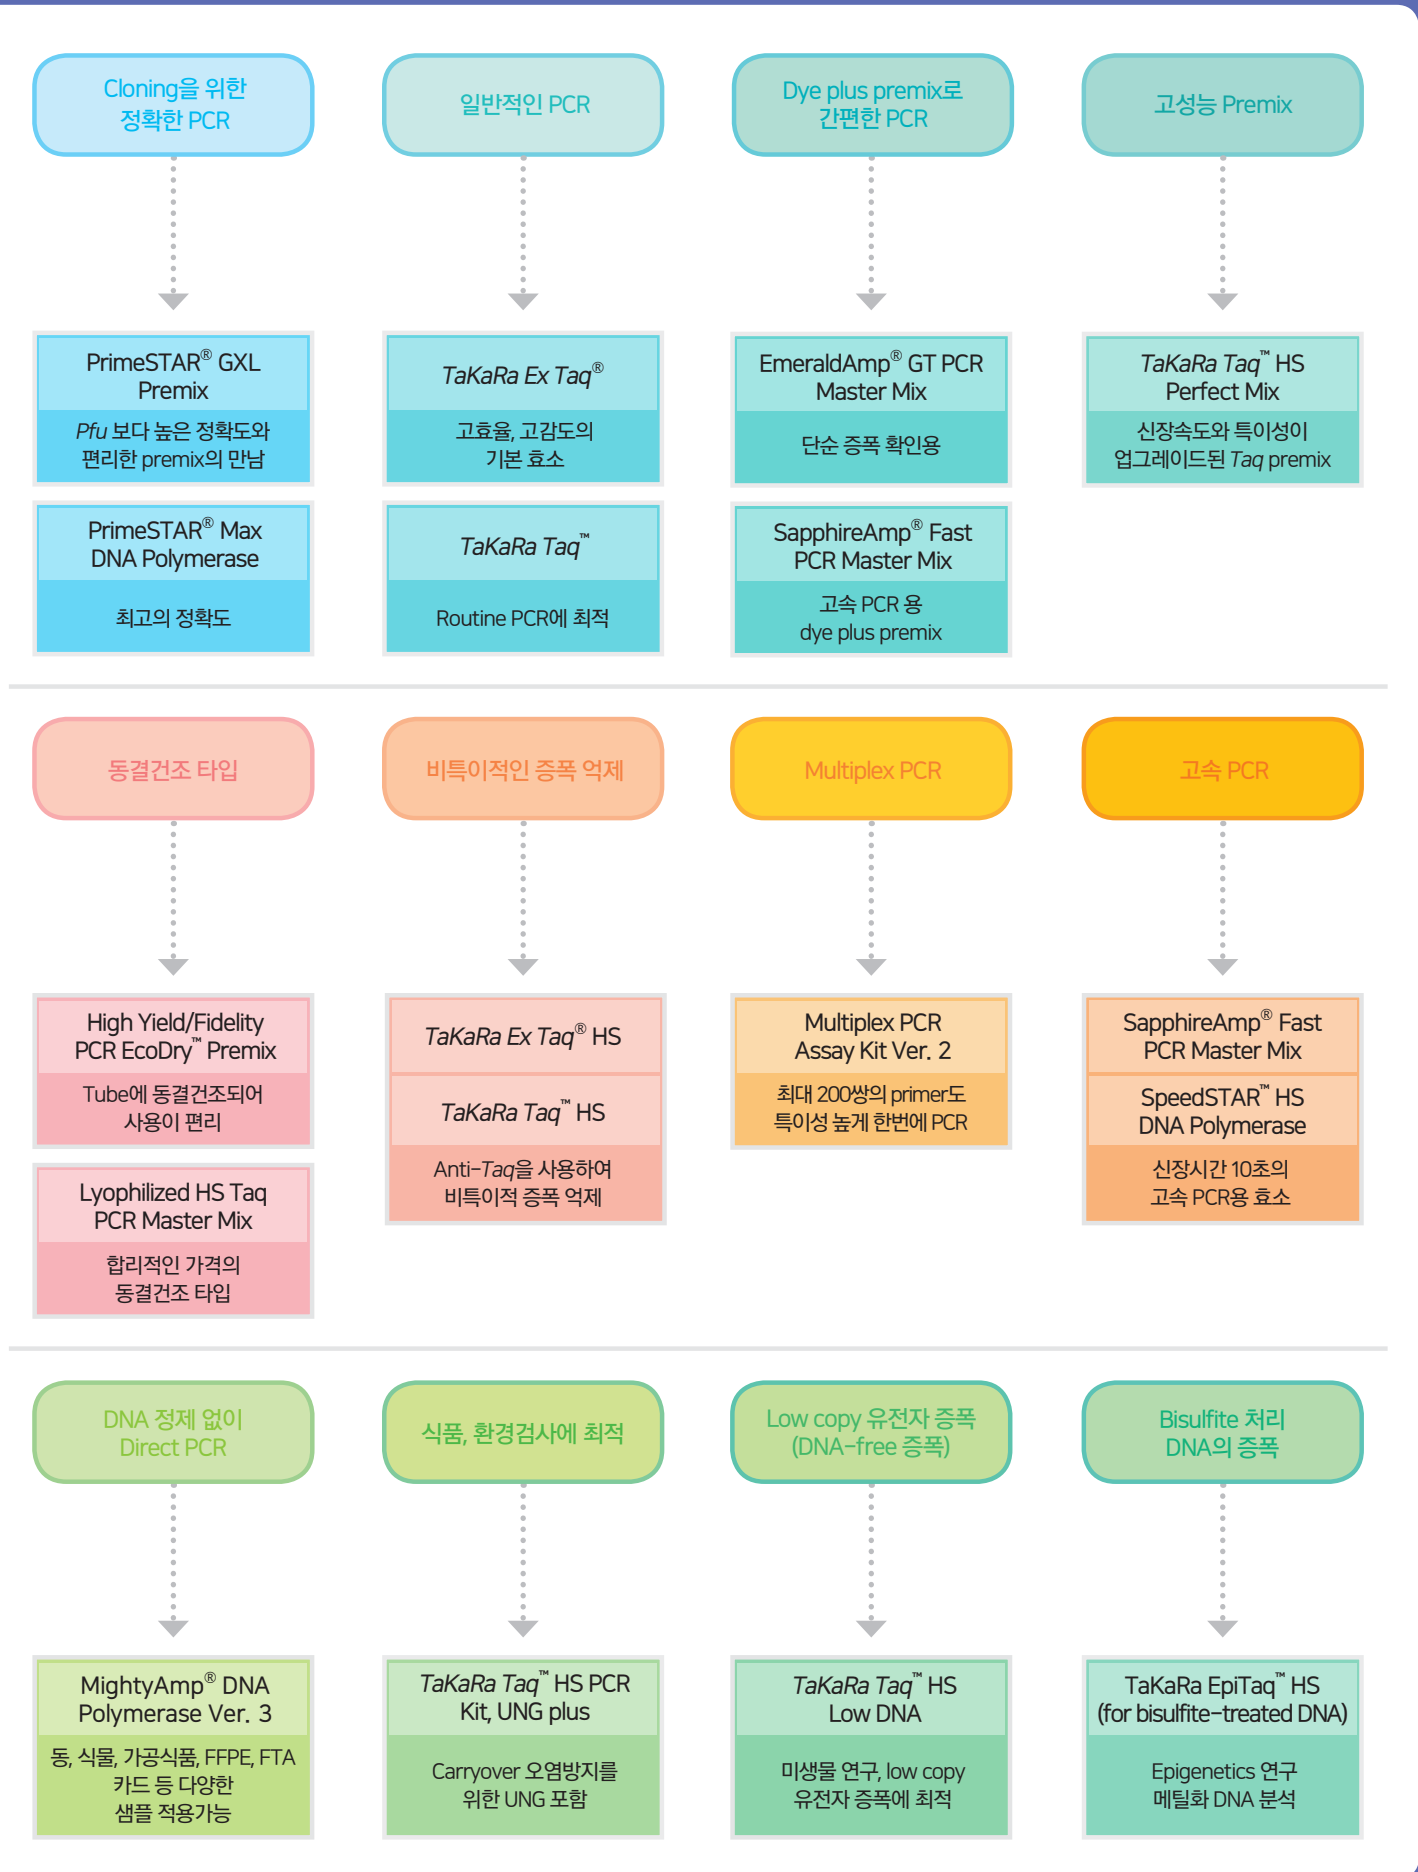 Cloning을 위한
정확한 PCR
일반적인 PCR
Dye plus premix로
간편한 PCR
고성능 Premix
PrimeSTAR® GXL
Premix
Pfu 보다 높은 정확도와
편리한 premix의 만남
PrimeSTAR® Max
DNA Polymerase
최고의 정확도
TaKaRa Ex Taq®
고효율, 고감도의
기본 효소
TaKaRa Taq™
Routine PCR에 최적
EmeraldAmp® GT PCR
Master Mix
단순 증폭 확인용
SapphireAmp® Fast
PCR Master Mix
고속 PCR 용
dye plus premix
TaKaRa Taq™ HS
Perfect Mix
신장속도와 특이성이
업그레이드된 Taq premix
동결건조 타입
비특이적인 증폭 억제
Multiplex PCR
고속 PCR
High Yield/Fidelity
PCR EcoDry™ Premix
Tube에 동결건조되어
사용이 편리
Lyophilized HS Taq
PCR Master Mix
합리적인 가격의
동결건조 타입
TaKaRa Ex Taq® HS
TaKaRa Taq™ HS
Anti-Taq을 사용하여
비특이적 증폭 억제
Multiplex PCR
Assay Kit Ver. 2
최대 200쌍의 primer도
특이성 높게 한번에 PCR
SapphireAmp® Fast
PCR Master Mix
SpeedSTAR™ HS
DNA Polymerase
신장시간 10초의
고속 PCR용 효소
DNA 정제 없이
Direct PCR
식품, 환경검사에 최적
Low copy 유전자 증폭
(DNA-free 증폭)
Bisulfite 처리
DNA의 증폭
MightyAmp® DNA
Polymerase Ver. 3
동, 식물, 가공식품, FFPE, FTA
카드 등 다양한
샘플 적용가능
TaKaRa Taq™ HS PCR
Kit, UNG plus
Carryover 오염방지를
위한 UNG 포함
TaKaRa Taq™ HS
Low DNA
미생물 연구, low copy
유전자 증폭에 최적
TaKaRa EpiTaq™ HS
(for bisulfite-treated DNA)
Epigenetics 연구
메틸화 DNA 분석